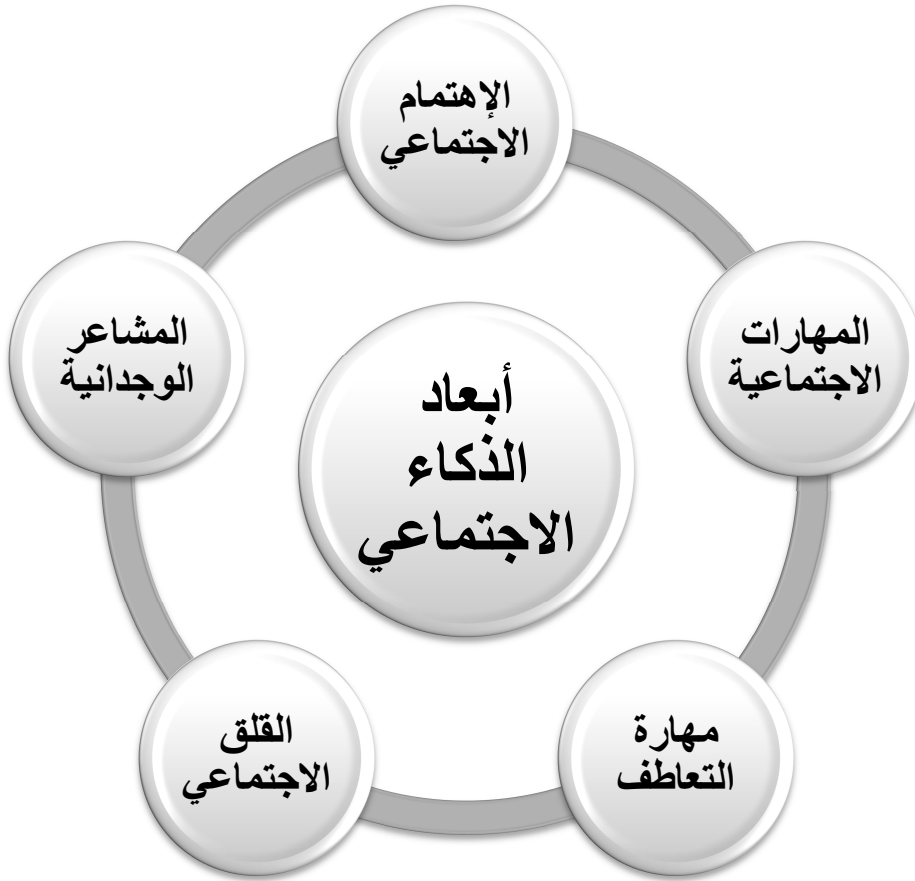 الإهتمام
الاجتماعي
المهارات
الاجتماعية
مهارة
التعاطف
القلق
الاجتماعي
المشاعر
الوجدانية
أبعاد
الذكاء
الاجتماعي